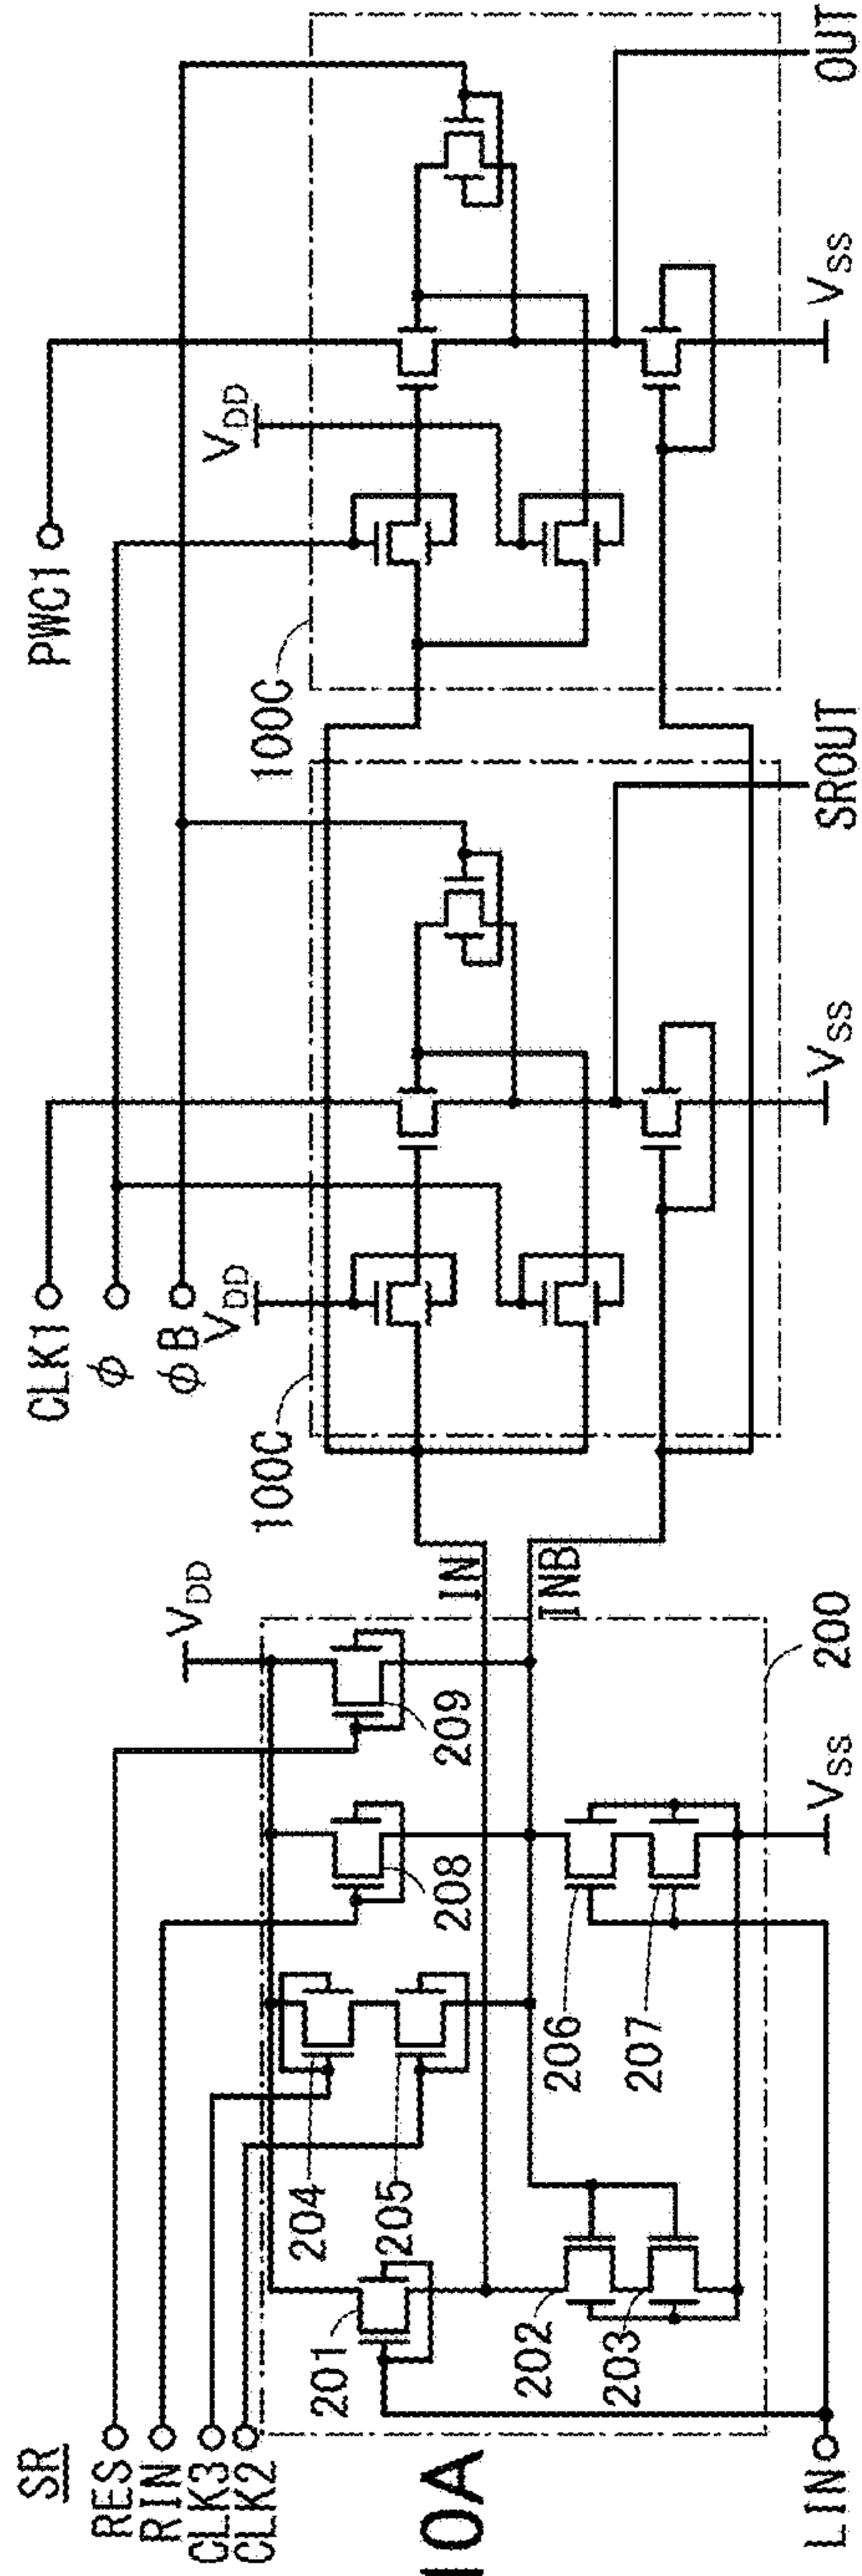 SR
RES
RIN
CLK3
CLK2
LIN
10A
201
202
203
204
205
206
207
208
209
200
VDD
VSS
IN
INB
CLK1
φ
φB
VDD
100C
VSS
SROUT
PWC1
VDD
100C
VSS
OUT